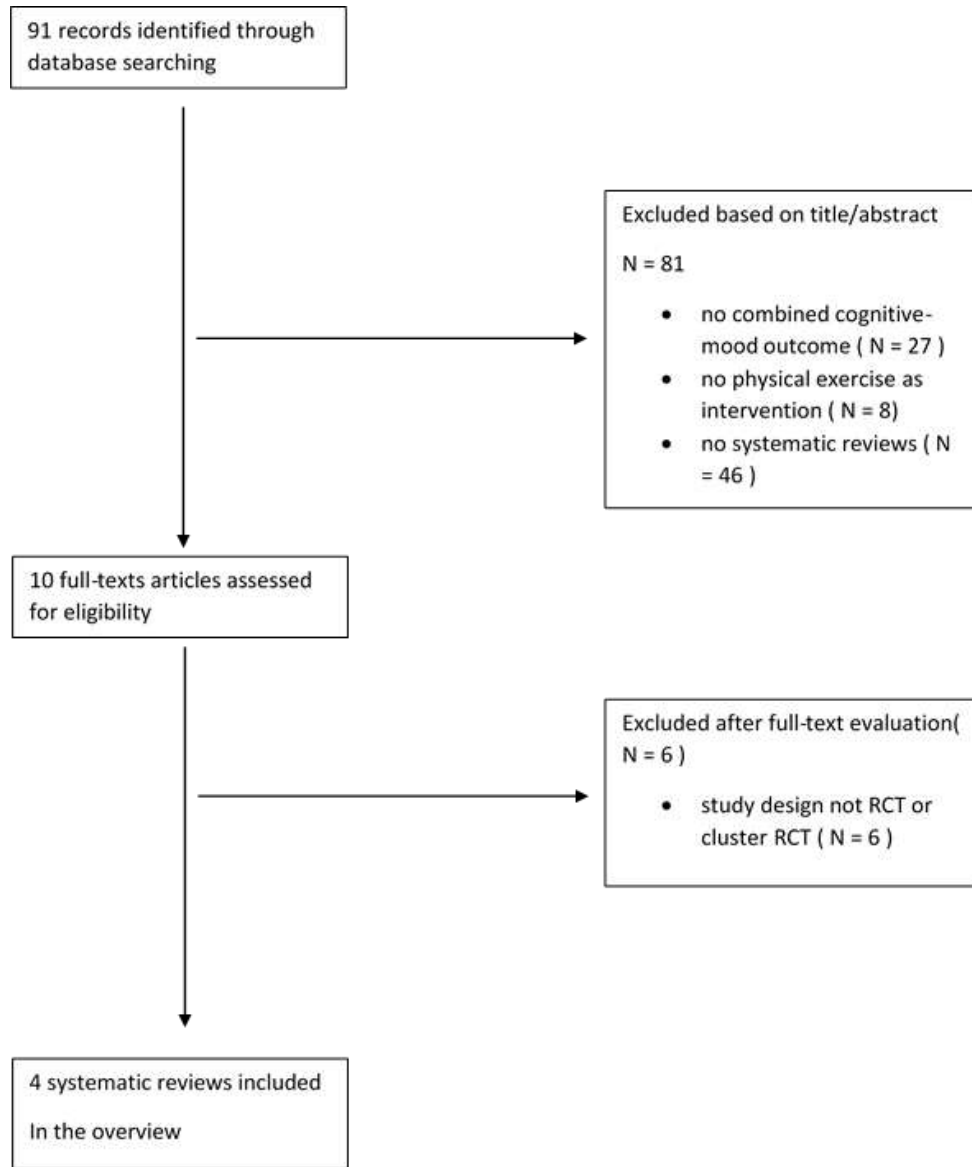 91 records identified through
database searching
Excluded based on title/abstract
N = 81
• no combined cognitive-
mood outcome ( N = 27 )
• no physical exercise as
intervention ( N = 8)
• no systematic reviews ( N
= 46 )
10 full-texts articles assessed
for eligibility
Excluded after full-text evaluation(
N = 6 )
• study design not RCT or
cluster RCT ( N = 6 )
4 systematic reviews included
In the overview